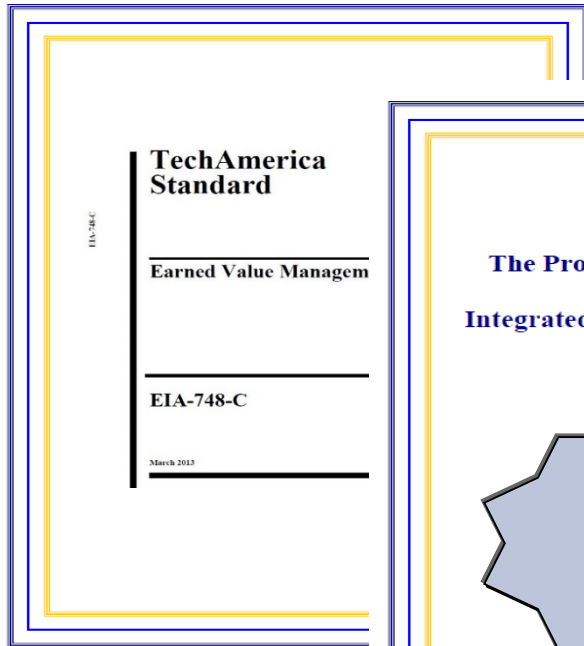 TechAmerica
Standard
EIA-748-C
Earned Value Managem
EIA-748-C
March 2013
The Pro
Integrated